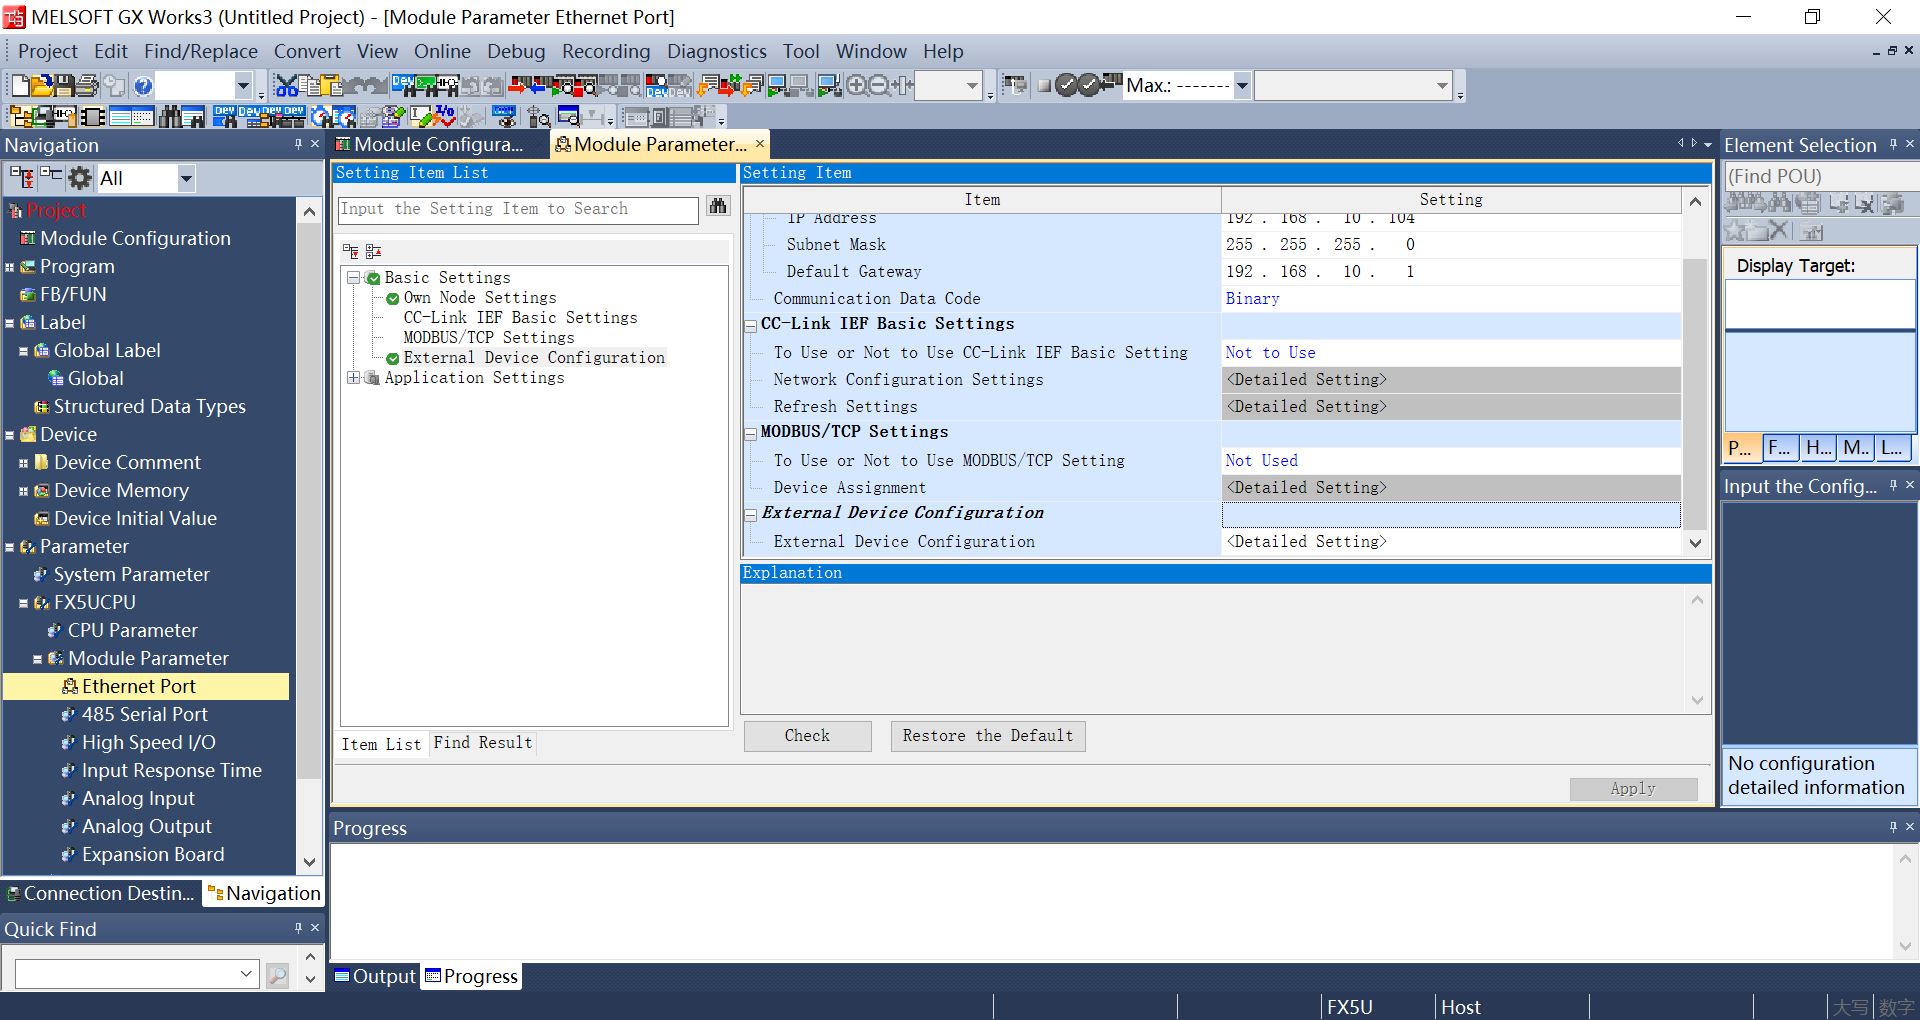 MELSOFT GX Works3 (Untitled Project) - [Module Parameter Ethernet Port]
Project Edit Find/Replace Convert View Online Debug Recording Diagnostics Tool Window Help
Max.: -------
Navigation
All
Project
Module Configuration
Program
FB/FUN
Label
Global Label
Global
Structured Data Types
Device
Device Comment
Device Memory
Device Initial Value
Parameter
System Parameter
FX5UCPU
CPU Parameter
Module Parameter
Ethernet Port
485 Serial Port
High Speed I/O
Input Response Time
Analog Input
Analog Output
Expansion Board
Connection Destin... Navigation
Quick Find
Module Configura... Module Parameter...
Setting Item List
Input the Setting Item to Search
Basic Settings
Own Node Settings
CC-Link IEF Basic Settings
MODBUS/TCP Settings
External Device Configuration
Application Settings
Item List Find Result
Setting Item
Item Setting
IP Address 192 . 168 . 10 . 104
Subnet Mask 255 . 255 . 255 . 0
Default Gateway 192 . 168 . 10 . 1
Communication Data Code Binary
CC-Link IEF Basic Settings
To Use or Not to Use CC-Link IEF Basic Setting Not to Use
Network Configuration Settings <Detailed Setting>
Refresh Settings <Detailed Setting>
MODBUS/TCP Settings
To Use or Not to Use MODBUS/TCP Setting Not Used
Device Assignment <Detailed Setting>
External Device Configuration
External Device Configuration <Detailed Setting>
Explanation
Check Restore the Default
Apply
Progress
Output Progress
Element Selection
(Find POU)
Display Target:
P... F... H... M.. L...
Input the Config...
No configuration
detailed information
FX5U Host 大写 数字